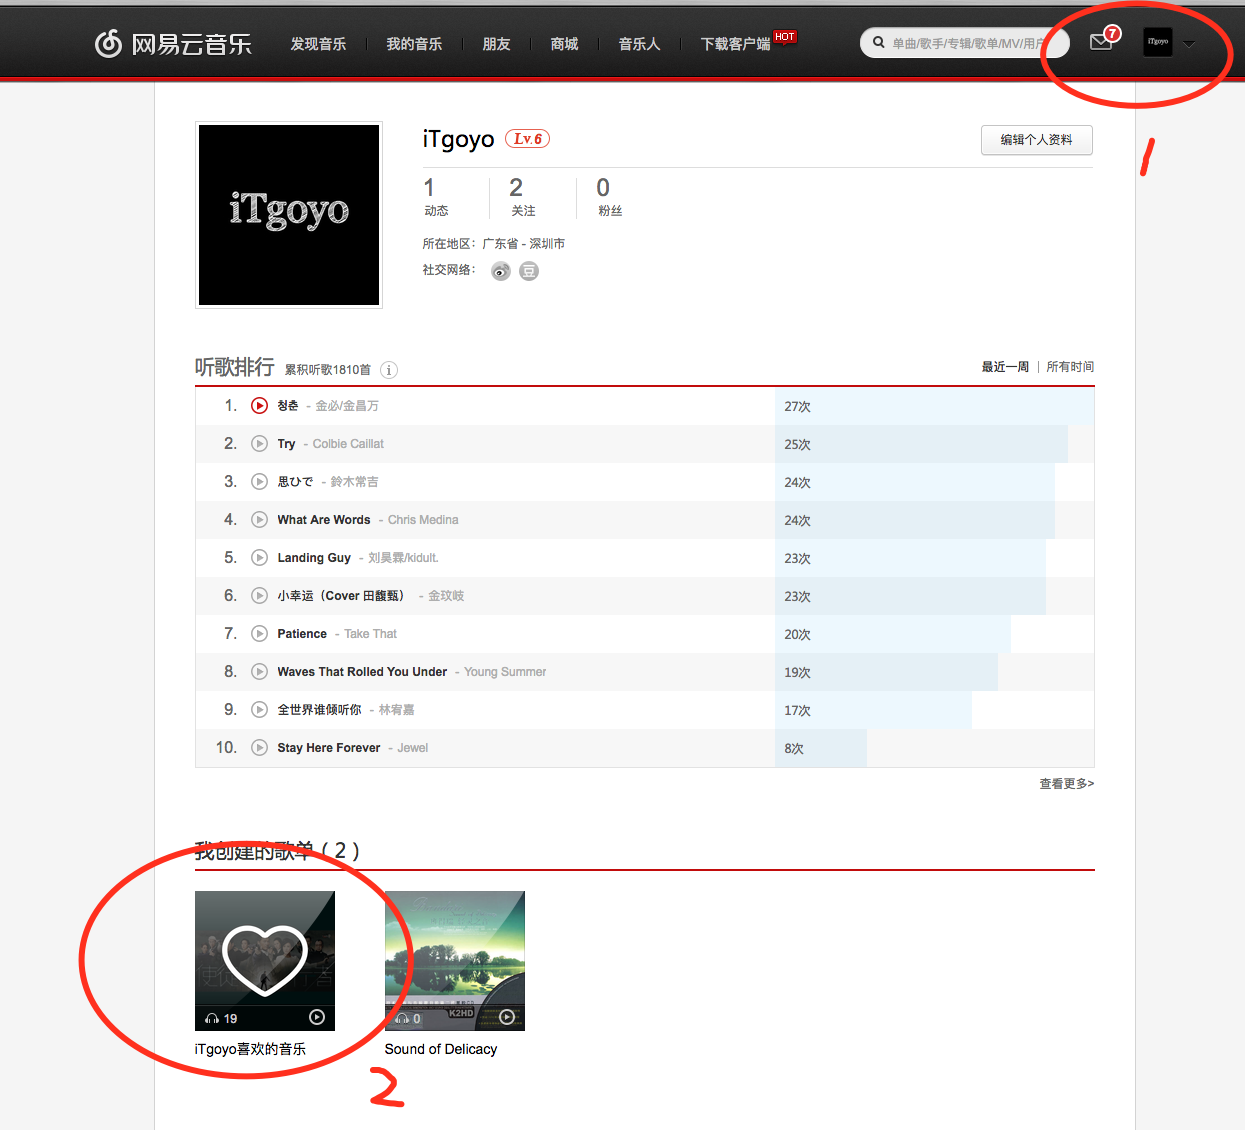 网易云音乐 发现音乐 我的音乐 朋友 商城 音乐人 下载客户端 HOT 单曲/歌手/专辑/歌单/MV/用户 7 iTgoyo
1
iTgoyo
iTgoyo Lv.6 编辑个人资料
1 2 0
动态 关注 粉丝
所在地区：广东省 - 深圳市
社交网络： 豆
听歌排行 累积听歌1810首 i 最近一周 | 所有时间
1. 청춘 - 金必/金昌万 27次
2. Try - Colbie Caillat 25次
3. 思ひで - 鈴木常吉 24次
4. What Are Words - Chris Medina 24次
5. Landing Guy - 刘昊霖/kidult. 23次
6. 小幸运（Cover 田馥甄） - 金玟岐 23次
7. Patience - Take That 20次
8. Waves That Rolled You Under - Young Summer 19次
9. 全世界谁倾听你 - 林宥嘉 17次
10. Stay Here Forever - Jewel 8次
查看更多>
我创建的歌单（2）
K2HD
19 0
iTgoyo喜欢的音乐 Sound of Delicacy
2